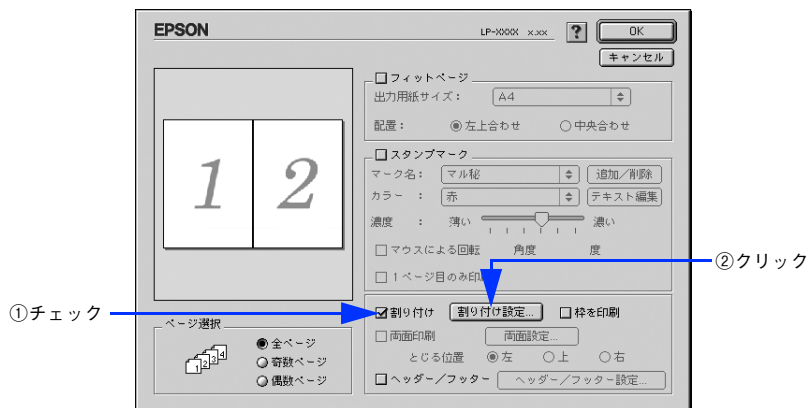 EPSON
LP-XXXX x.xx
?
OK
キャンセル
フィットページ
出力用紙サイズ: A4
配置: 左上合わせ 中央合わせ
スタンプマーク
マーク名: マル秘 追加/削除
カラー : 赤 テキスト編集
濃度 : 薄い 濃い
マウスによる回転 角度 度
1ページ目のみ印
1 2
②クリック
①チェック
割り付け 割り付け設定... 枠を印刷
両面印刷 両面設定...
とじる位置 左 上 右
ヘッダー/フッター ヘッダー/フッター設定...
ページ選択
1 2 3 4
全ページ
奇数ページ
偶数ページ